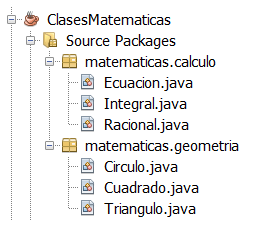 ClasesMatematicas
Source Packages
matematicas.calculo
Ecuacion.java
Integral.java
Racional.java
matematicas.geometria
Circulo.java
Cuadrado.java
Triangulo.java